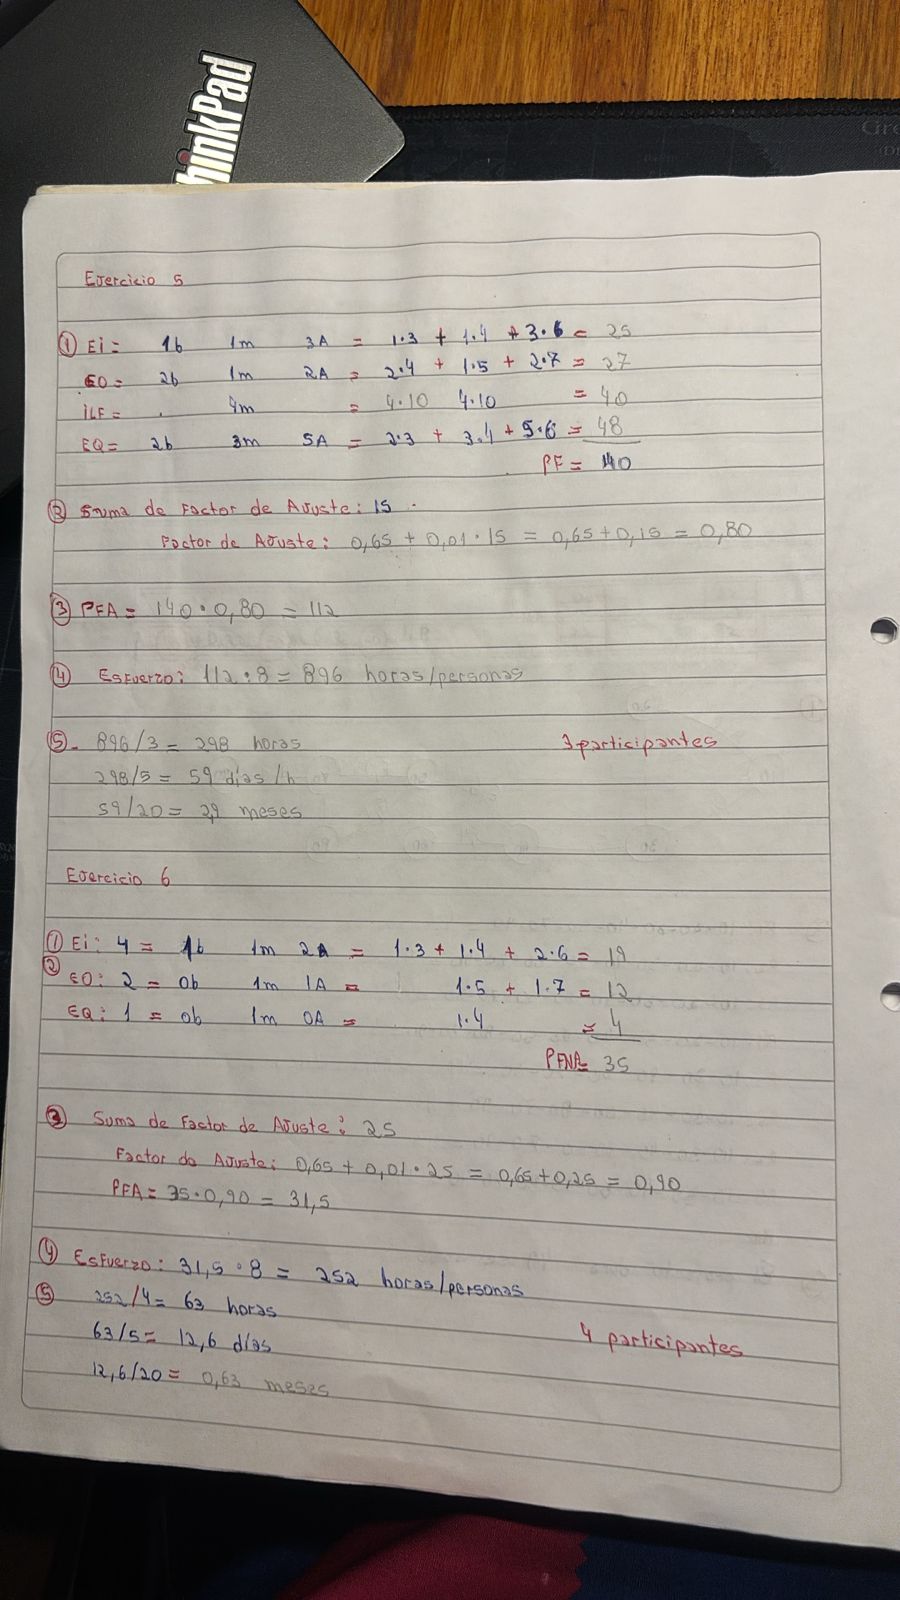 ThinkPad
Ejercicio 5
① Ei = 1b 1m 3A = 1.3 + 1.4 + 3.6 = 25
EO = 2b 1m 2A = 2.4 + 1.5 + 2.7 = 27
iLF = . 4m = 4.10 4.10 = 40
EQ = 2b 3m 5A = 2.3 + 3.4 + 5.6 = 48
PF = 140
② Suma de Factor de Ajuste: 15 .
Factor de Ajuste: 0,65 + 0,01 . 15 = 0,65 + 0,15 = 0,80
③ PFA = 140 . 0,80 = 112
④ Esfuerzo: 112 . 8 = 896 horas/personas
⑤ - 896/3 = 298 horas 3 participantes
298/5 = 59 días/h
59/20 = 2,9 meses
Ejercicio 6
① Ei: 4 = 1b 1m 2A = 1.3 + 1.4 + 2.6 = 19
② EO: 2 = 0b 1m 1A = 1.5 + 1.7 = 12
EQ: 1 = 0b 1m 0A = 1.4 = 4
PFNA = 35
③ Suma de Factor de Ajuste: 25
Factor de Ajuste: 0,65 + 0,01 . 25 = 0,65 + 0,25 = 0,90
PFA = 35 . 0,90 = 31,5
④ Esfuerzo: 31,5 . 8 = 252 horas/personas
⑤ 252/4 = 63 horas
63/5 = 12,6 días 4 participantes
12,6/20 = 0,63 meses